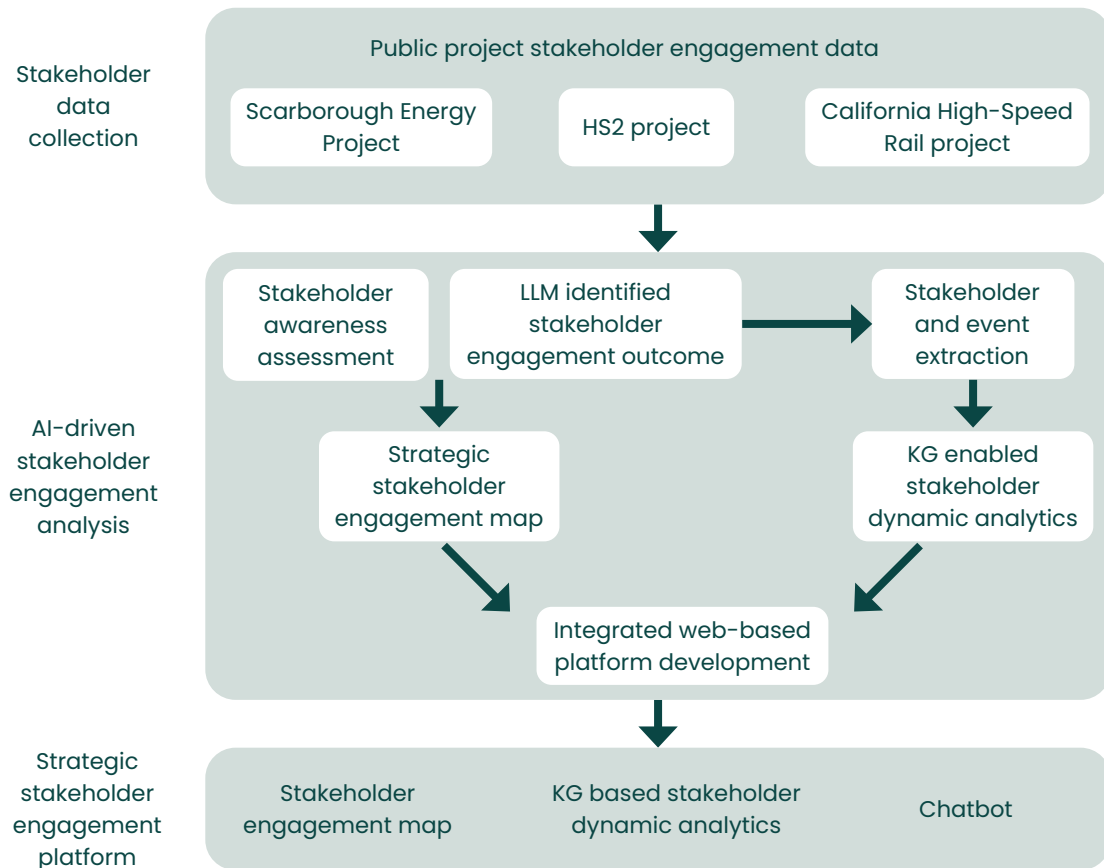 Stakeholder
data
collection
Public project stakeholder engagement data
Scarborough Energy
Project
HS2 project
California High-Speed
Rail project
AI-driven
stakeholder
engagement
analysis
Stakeholder
awareness
assessment
LLM identified
stakeholder
engagement outcome
Stakeholder
and event
extraction
Strategic
stakeholder
engagement map
KG enabled
stakeholder
dynamic analytics
Integrated web-based
platform development
Strategic
stakeholder
engagement
platform
Stakeholder
engagement map
KG based stakeholder
dynamic analytics
Chatbot